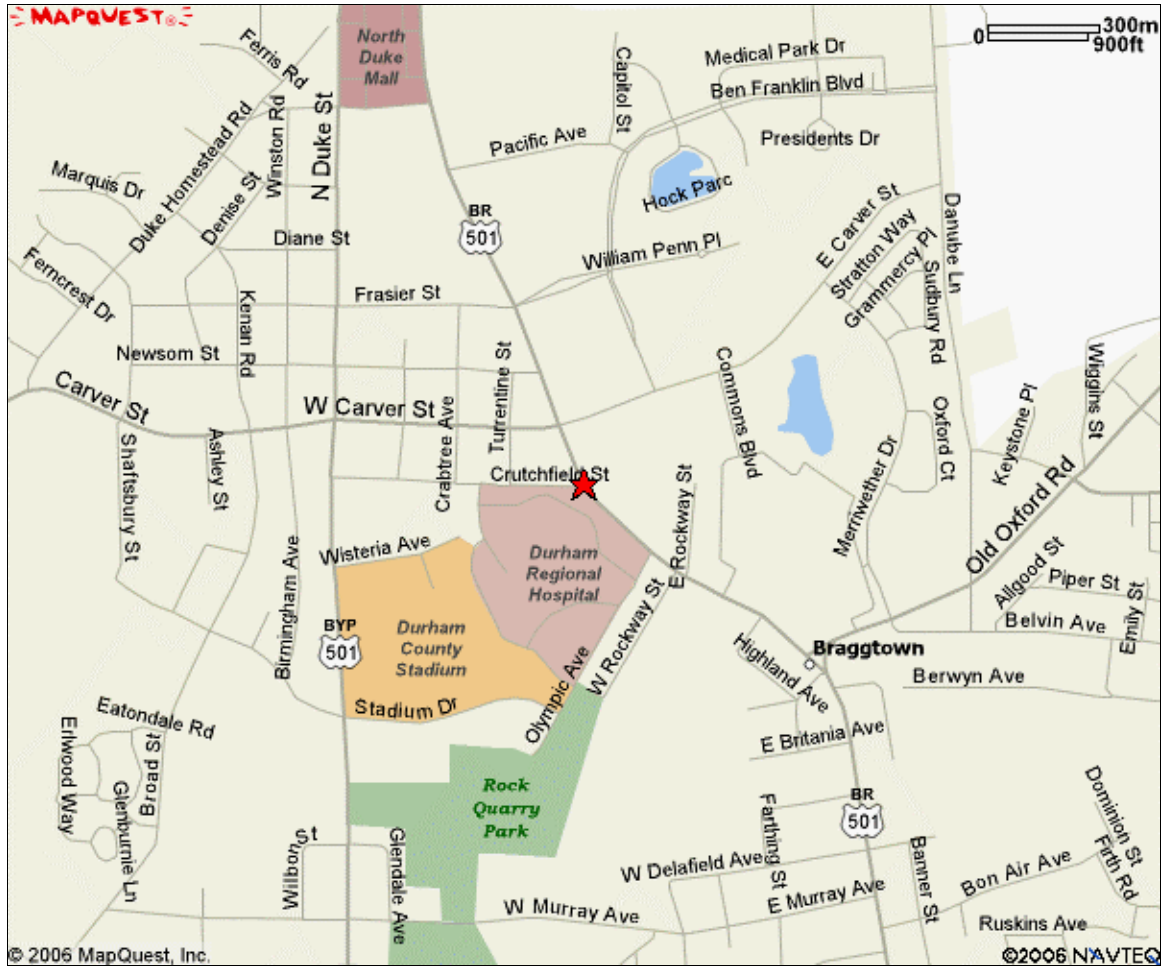 MAPQUEST®
300m
0
900ft
North
Duke
Mall
Ferris Rd
Capitol St
Medical Park Dr
Ben Franklin Blvd
Winston Rd
N Duke St
Pacific Ave
Presidents Dr
Duke Homestead Rd
Marquis Dr
Denise St
Hock Parc
BR
501
Diane St
William Penn Pl
E Carver St
Stratton Way
Grammercy Pl
Danube Ln
Sudbury Rd
Ferncrest Dr
Kenan Rd
Frasier St
Newsom St
Turrentine St
Commons Blvd
Wiggins St
Carver St
W Carver St
Crabtree Ave
Keystone Pl
Oxford Ct
Shaftsbury St
Ashley St
Crutchfield St
E Rockway St
Merriwether Dr
Old Oxford Rd
Wisteria Ave
Durham
Regional
Hospital
Birmingham Ave
Allgood St
Piper St
Belvin Ave
Emily St
BYP
501
Durham
County
Stadium
W Rockway St
Highland Ave
Braggtown
Berwyn Ave
Stadium Dr
Olympic Ave
Eatondale Rd
Erlwood Way
Broad St
Glenburnie Ln
E Britania Ave
Rock
Quarry
Park
BR
501
Dominion St
Firth Rd
Wilbon St
Glendale Ave
Farthing St
W Delafield Ave
Banner St
Bon Air Ave
W Murray Ave
E Murray Ave
Ruskins Ave
© 2006 MapQuest, Inc.
©2006 NAVTEQ